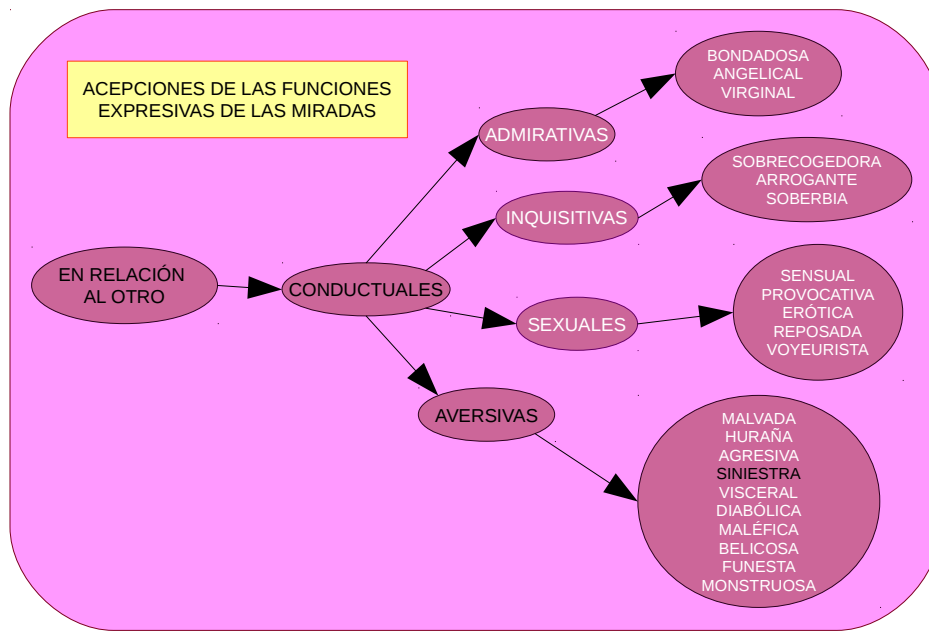 ACEPCIONES DE LAS FUNCIONES
EXPRESIVAS DE LAS MIRADAS
EN RELACIÓN
AL OTRO
CONDUCTUALES
ADMIRATIVAS
BONDADOSA
ANGELICAL
VIRGINAL
INQUISITIVAS
SOBRECOGEDORA
ARROGANTE
SOBERBIA
SEXUALES
SENSUAL
PROVOCATIVA
ERÓTICA
REPOSADA
VOYEURISTA
AVERSIVAS
MALVADA
HURAÑA
AGRESIVA
SINIESTRA
VISCERAL
DIABÓLICA
MALÉFICA
BELICOSA
FUNESTA
MONSTRUOSA